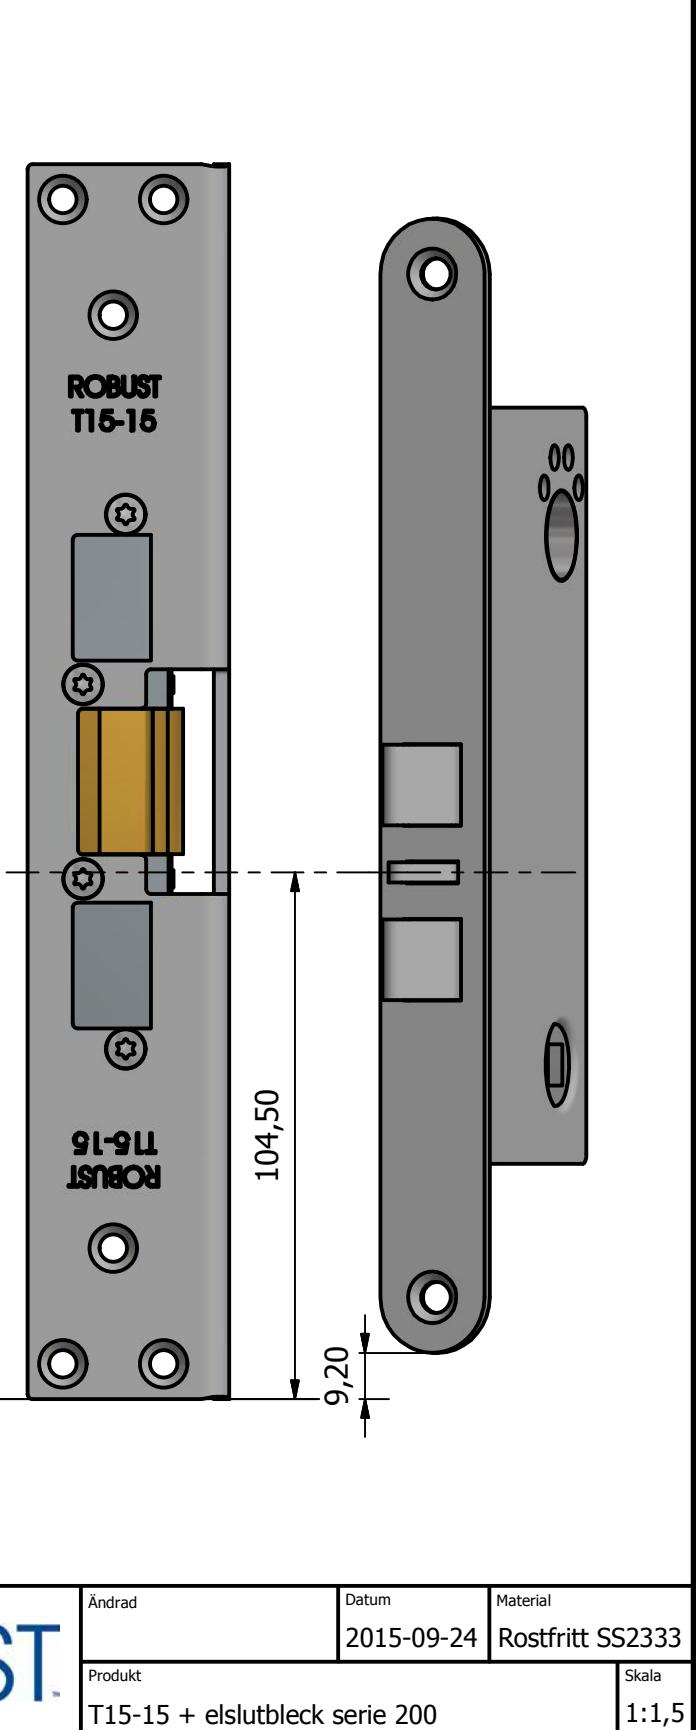 ROBUST
T15-15
104,50
T15-15
ROBUST
9,20
ST
Ändrad
Datum
Material
2015-09-24
Rostfritt SS2333
Produkt
Skala
T15-15 + elslutbleck serie 200
1:1,5